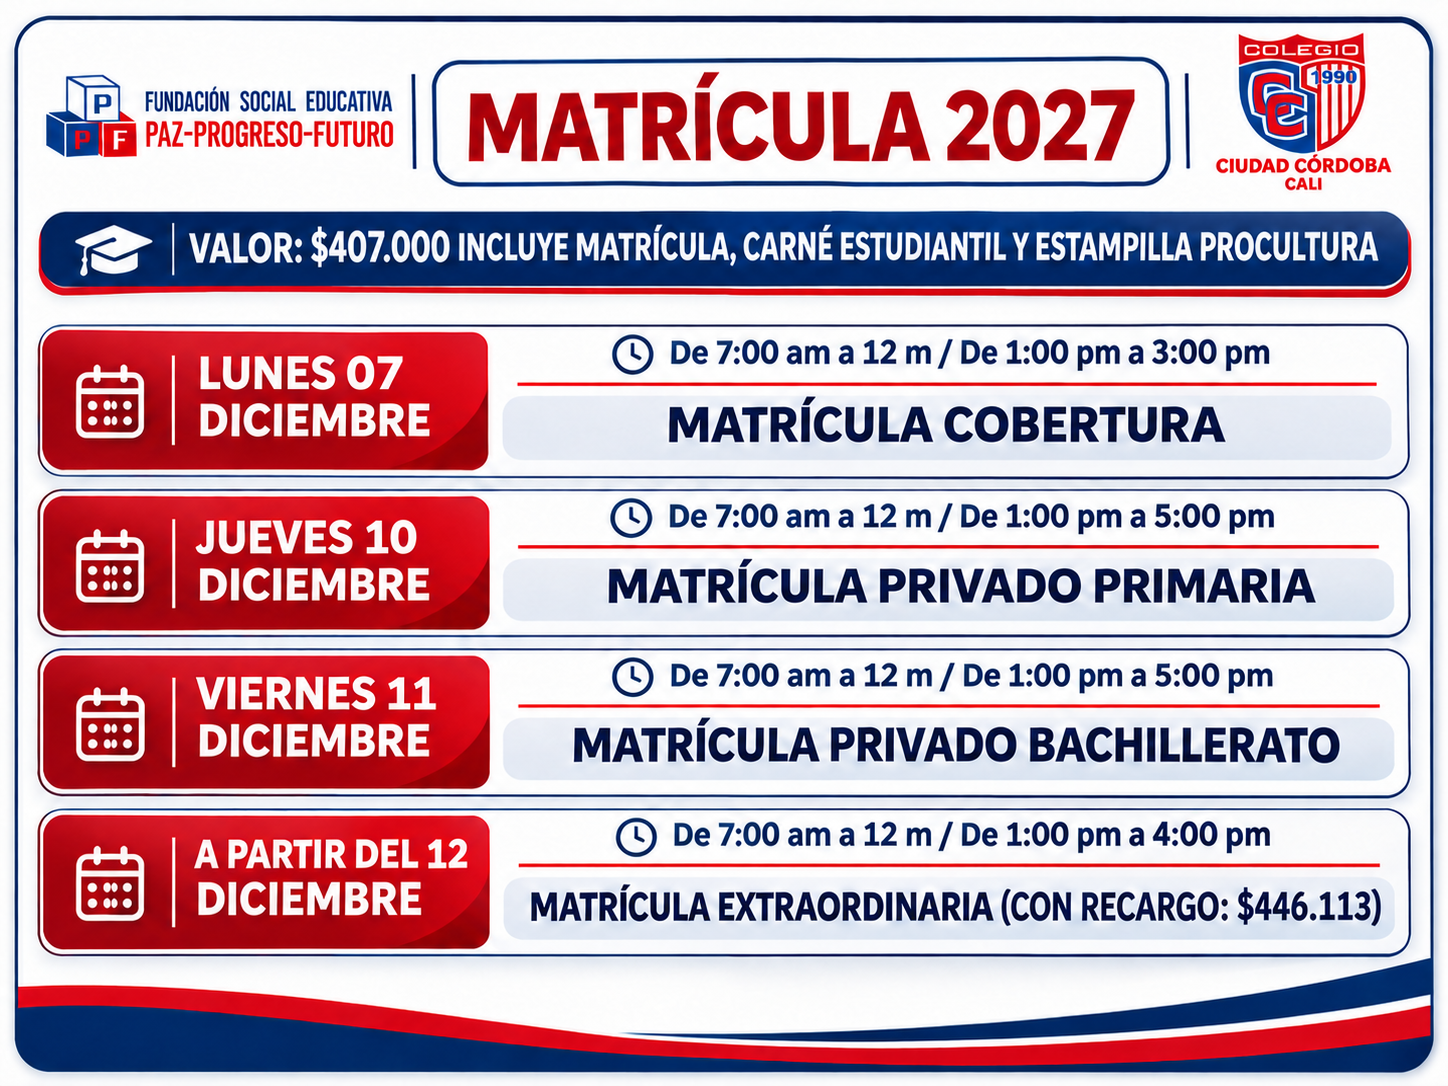 P
P F
FUNDACIÓN SOCIAL EDUCATIVA
PAZ-PROGRESO-FUTURO
MATRÍCULA 2027
COLEGIO
1990
CC
CIUDAD CÓRDOBA
CALI
VALOR: $407.000 INCLUYE MATRÍCULA, CARNÉ ESTUDIANTIL Y ESTAMPILLA PROCULTURA
LUNES 07
DICIEMBRE
De 7:00 am a 12 m / De 1:00 pm a 3:00 pm
MATRÍCULA COBERTURA
JUEVES 10
DICIEMBRE
De 7:00 am a 12 m / De 1:00 pm a 5:00 pm
MATRÍCULA PRIVADO PRIMARIA
VIERNES 11
DICIEMBRE
De 7:00 am a 12 m / De 1:00 pm a 5:00 pm
MATRÍCULA PRIVADO BACHILLERATO
A PARTIR DEL 12
DICIEMBRE
De 7:00 am a 12 m / De 1:00 pm a 4:00 pm
MATRÍCULA EXTRAORDINARIA (CON RECARGO: $446.113)